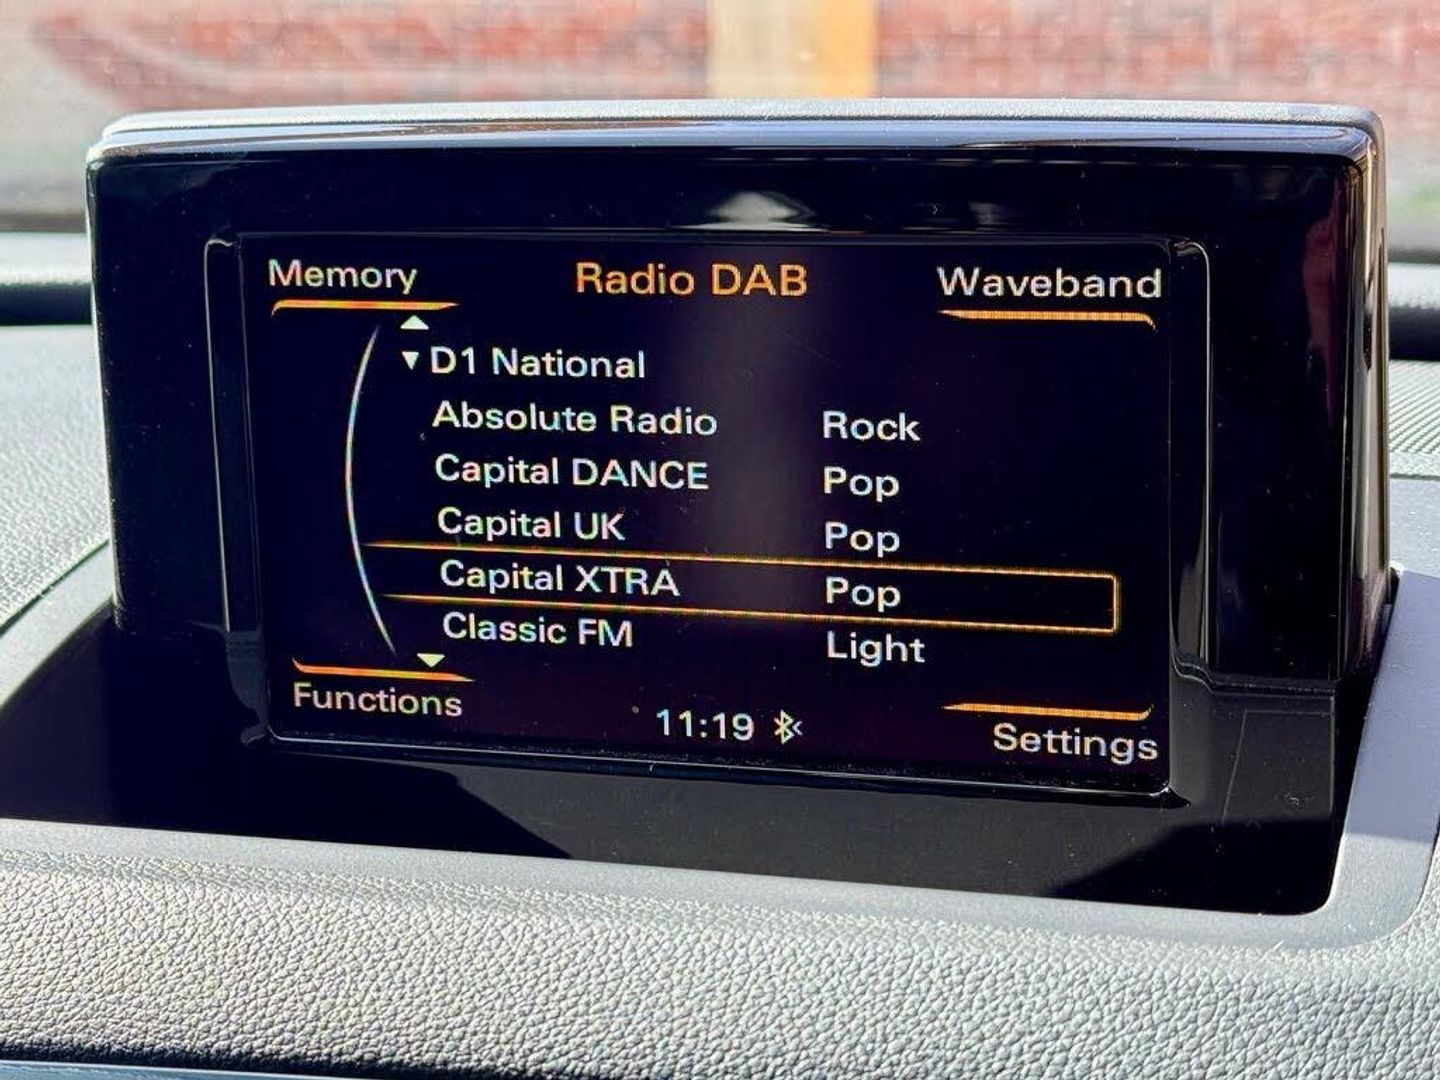 Memory Radio DAB Waveband
D1 National
Absolute Radio Rock
Capital DANCE Pop
Capital UK Pop
Capital XTRA Pop
Classic FM Light
Functions 11:19 Settings